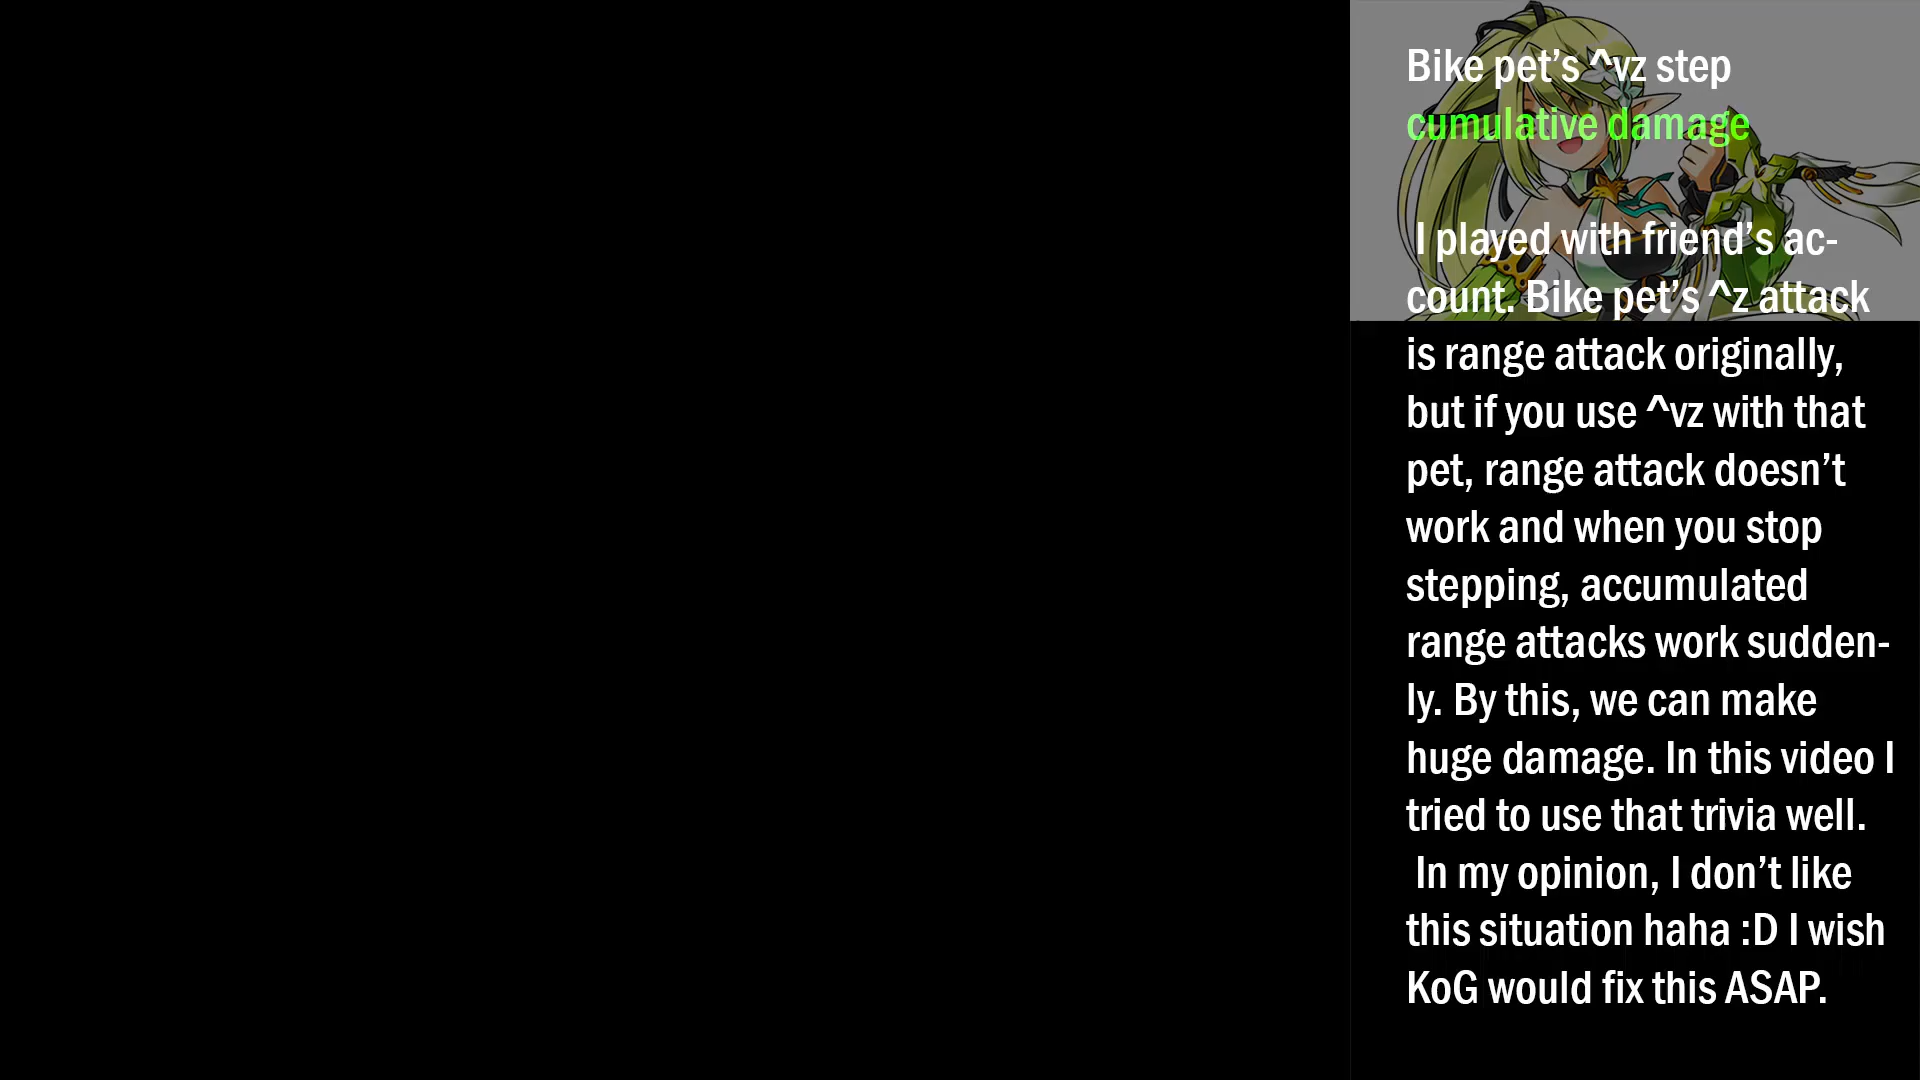 Bike pet’s ^vz step
cumulative damage
I played with friend’s ac-
count. Bike pet’s ^z attack
is range attack originally,
but if you use ^vz with that
pet, range attack doesn’t
work and when you stop
stepping, accumulated
range attacks work sudden-
ly. By this, we can make
huge damage. In this video I
tried to use that trivia well.
In my opinion, I don’t like
this situation haha :D I wish
KoG would fix this ASAP.